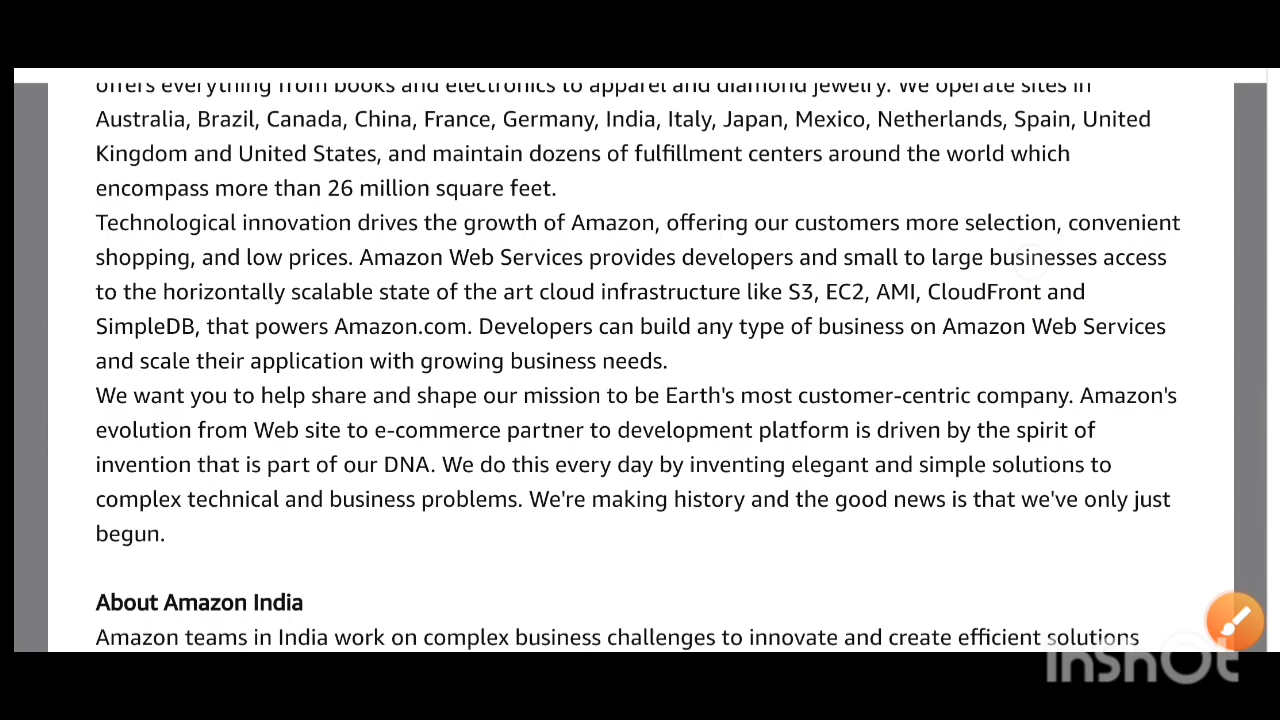 offers everything from books and electronics to apparel and diamond jewelry. We operate sites in
Australia, Brazil, Canada, China, France, Germany, India, Italy, Japan, Mexico, Netherlands, Spain, United
Kingdom and United States, and maintain dozens of fulfillment centers around the world which
encompass more than 26 million square feet.
Technological innovation drives the growth of Amazon, offering our customers more selection, convenient
shopping, and low prices. Amazon Web Services provides developers and small to large businesses access
to the horizontally scalable state of the art cloud infrastructure like S3, EC2, AMI, CloudFront and
SimpleDB, that powers Amazon.com. Developers can build any type of business on Amazon Web Services
and scale their application with growing business needs.
We want you to help share and shape our mission to be Earth's most customer-centric company. Amazon's
evolution from Web site to e-commerce partner to development platform is driven by the spirit of
invention that is part of our DNA. We do this every day by inventing elegant and simple solutions to
complex technical and business problems. We're making history and the good news is that we've only just
begun.
About Amazon India
Amazon teams in India work on complex business challenges to innovate and create efficient solutions
InShOt